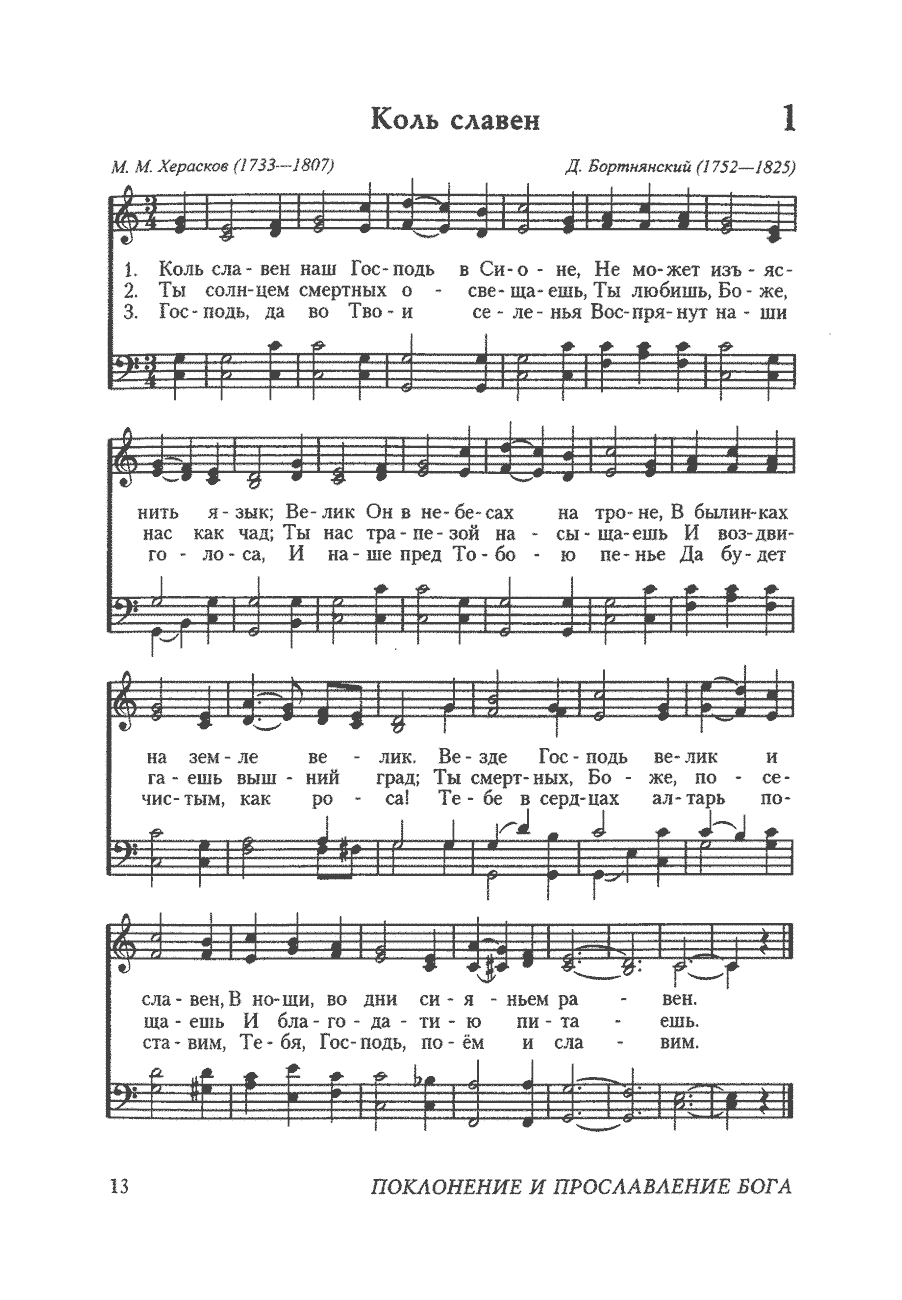 Коль славен 1
М. М. Херасков (1733—1807) Д. Бортнянский (1752—1825)
1. Коль сла - вен наш Гос- подь в Си- о - не, Не мо- жет изъ - яс-
2. Ты солн-цем смертных о - све - ща- ешь, Ты любишь, Бо - же,
3. Гос- подь, да во Тво - и се - ле - нья Вос-пря- нут на - ши
нить я - зык; Ве- лик Он в не- бе- сах на тро- не, В былин-ках
нас как чад; Ты нас тра - пе - зой на - сы - ща-ешь И воз-дви-
го - ло - са, И на - ше пред То - бо - ю пе - нье Да бу - дет
на зем - ле ве - лик. Ве - зде Гос - подь ве- лик и
га - ешь выш - ний град; Ты смерт- ных, Бо - же, по - се-
чис- тым, как ро - са! Те - бе в серд-цах ал- тарь по-
сла - вен, В но-щи, во дни си - я - ньем ра - вен.
ща - ешь И бла - го - да - ти - ю пи - та - ешь.
ста - вим, Те - бя, Гос- подь, по - ём и сла - вим.
13 ПОКЛОНЕНИЕ И ПРОСЛАВЛЕНИЕ БОГА